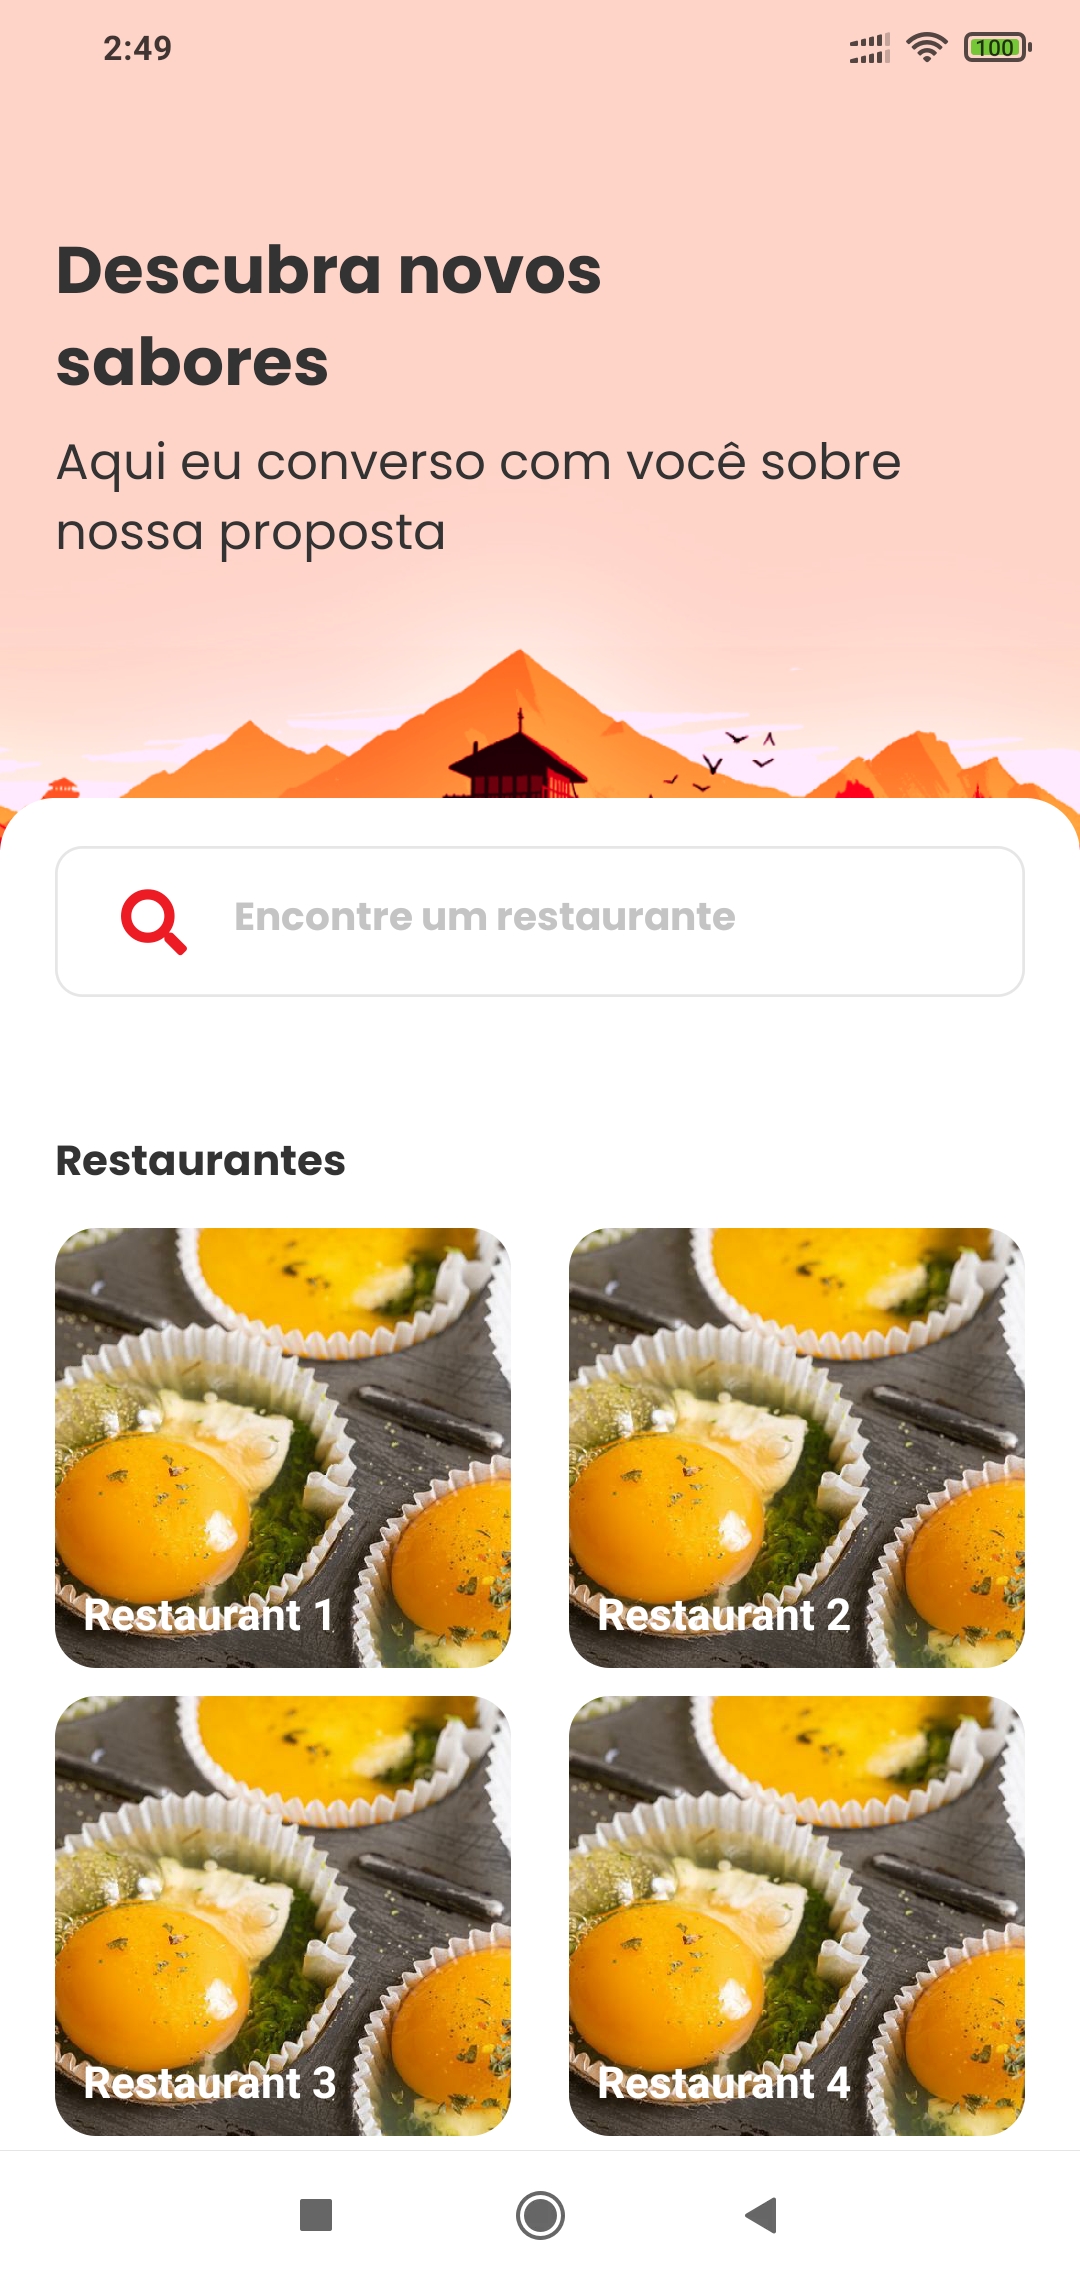 2:49
100
Descubra novos
sabores
Aqui eu converso com você sobre
nossa proposta
Encontre um restaurante
Restaurantes
Restaurant 1
Restaurant 2
Restaurant 3
Restaurant 4